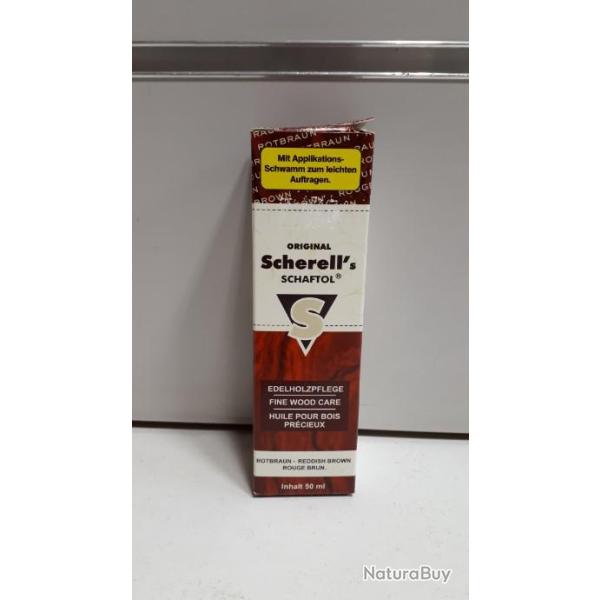 ROTBRAUN
Mit Applikations-
Schwamm zum leichten
Auftragen.
ORIGINAL
Scherell's
SCHAFTOL®
S
EDELHOLZPFLEGE
FINE WOOD CARE
HUILE POUR BOIS
PRÉCIEUX
ROTBRAUN - REDDISH BROWN
ROUGE BRUN.
Inhalt 50 ml
NaturaBuy